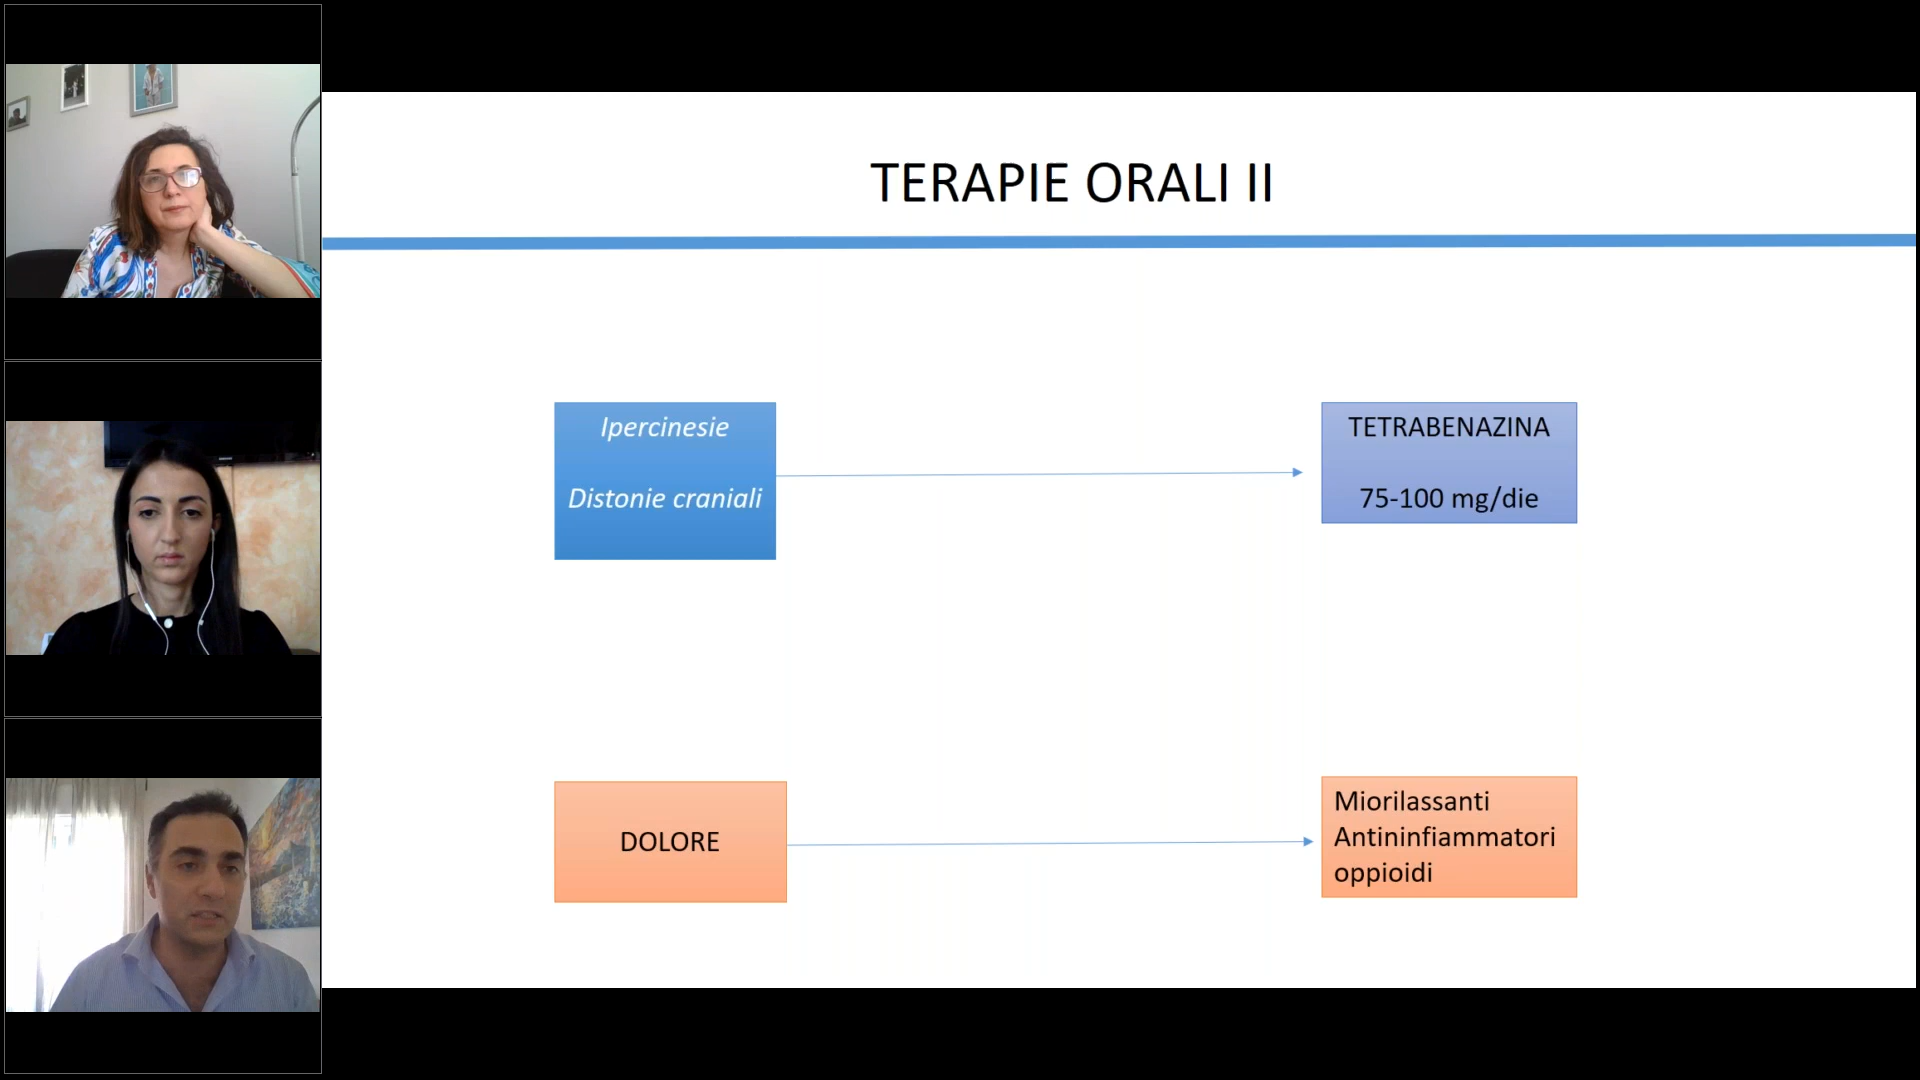 TERAPIE ORALI II
Ipercinesie
Distonie craniali
TETRABENAZINA
75-100 mg/die
DOLORE
Miorilassanti
Antininfiammatori
oppioidi